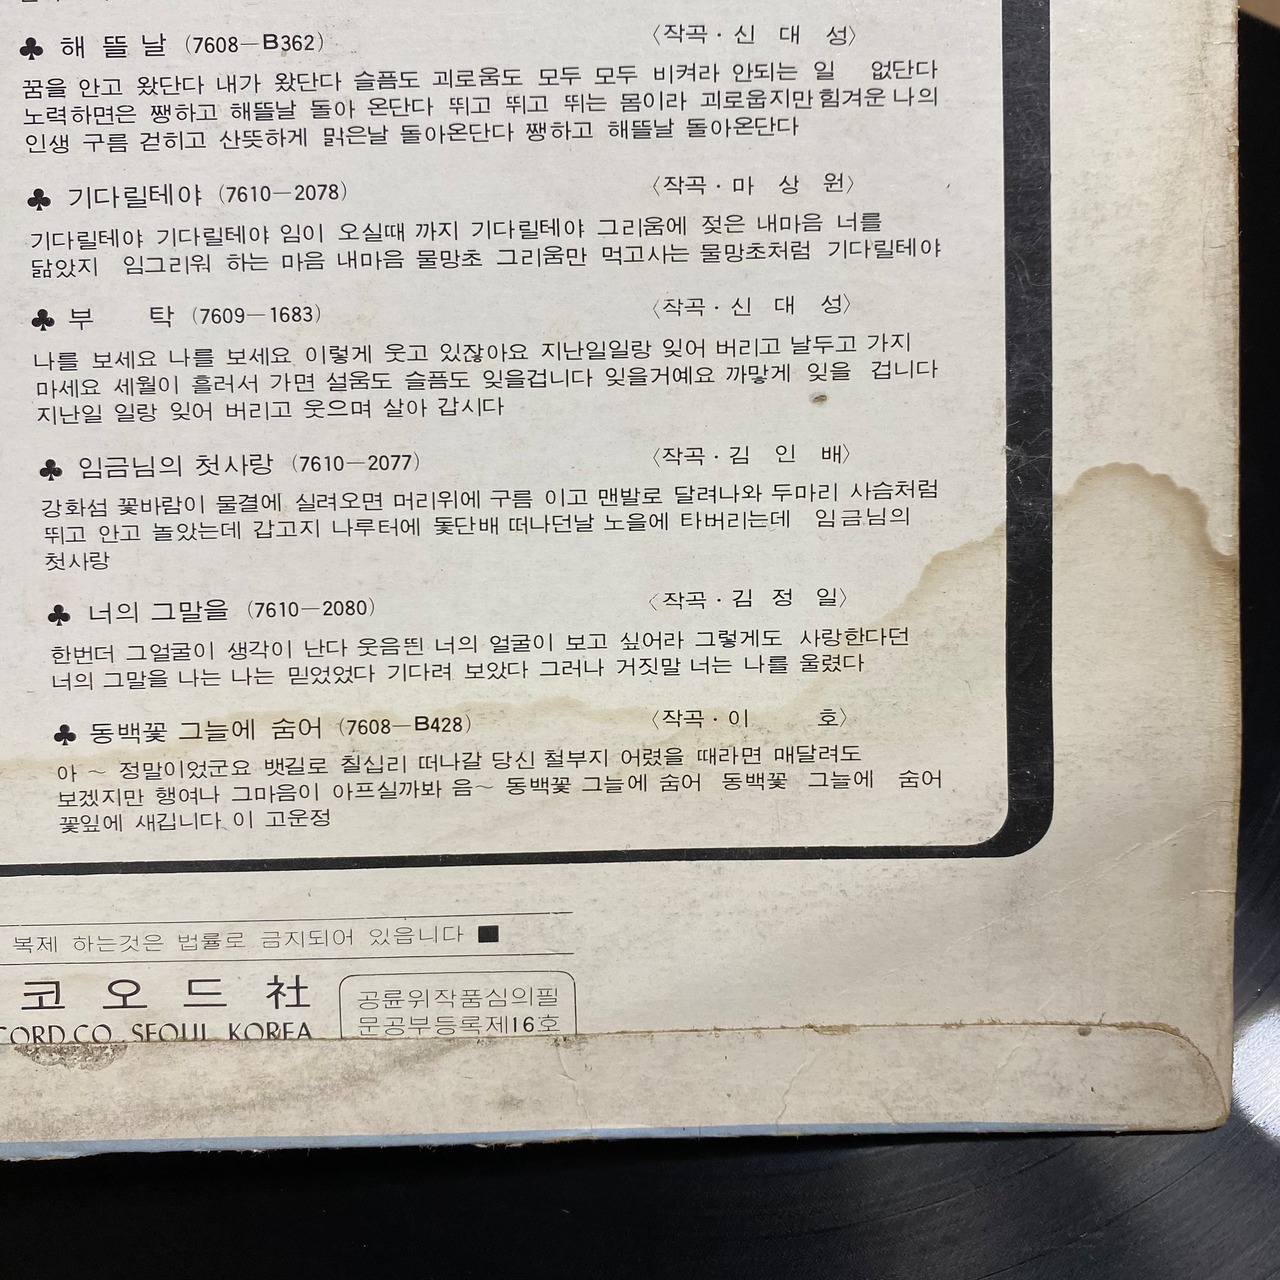 ♣ 해 뜰 날 (7608—B362) 〈작곡・신 대 성〉
꿈을 안고 왔단다 내가 왔단다 슬픔도 괴로움도 모두 모두 비켜라 안되는 일 없단다
노력하면은 쨍하고 해뜰날 돌아 온단다 뛰고 뛰고 뛰는 몸이라 괴로웁지만 힘겨운 나의
인생 구름 걷히고 산뜻하게 맑은날 돌아온단다 쨍하고 해뜰날 돌아온단다
♣ 기다릴테야 (7610—2078) 〈작곡・마 상 원〉
기다릴테야 기다릴테야 임이 오실때 까지 기다릴테야 그리움에 젖은 내마음 너를
닮았지 임그리워 하는 마음 내마음 물망초 그리움만 먹고사는 물망초처럼 기다릴테야
♣ 부 탁 (7609—1683) 〈작곡・신 대 성〉
나를 보세요 나를 보세요 이렇게 웃고 있잖아요 지난일일랑 잊어 버리고 날두고 가지
마세요 세월이 흘러서 가면 설움도 슬픔도 잊을겁니다 잊을거예요 까맣게 잊을 겁니다
지난일 일랑 잊어 버리고 웃으며 살아 갑시다
♣ 임금님의 첫사랑 (7610—2077) 〈작곡・김 인 배〉
강화섬 꽃바람이 물결에 실려오면 머리위에 구름 이고 맨발로 달려나와 두마리 사슴처럼
뛰고 안고 놀았는데 갑고지 나루터에 돛단배 떠나던날 노을에 타버리는데 임금님의
첫사랑
♣ 너의 그말을 (7610—2080) 〈작곡・김 정 일〉
한번더 그얼굴이 생각이 난다 웃음띈 너의 얼굴이 보고 싶어라 그렇게도 사랑한다던
너의 그말을 나는 나는 믿었었다 기다려 보았다 그러나 거짓말 너는 나를 울렸다
♣ 동백꽃 그늘에 숨어 (7608—B428) 〈작곡・이 호〉
아 ~ 정말이었군요 뱃길로 칠십리 떠나갈 당신 철부지 어렸을 때라면 매달려도
보겠지만 행여나 그마음이 아프실까봐 음~ 동백꽃 그늘에 숨어 동백꽃 그늘에 숨어
꽃잎에 새깁니다 이 고운정
복제 하는것은 법률로 금지되어 있읍니다 ■
코 오 드 社
CORD.CO. SEOUL KOREA
공륜위작품심의필
문공부등록제16호